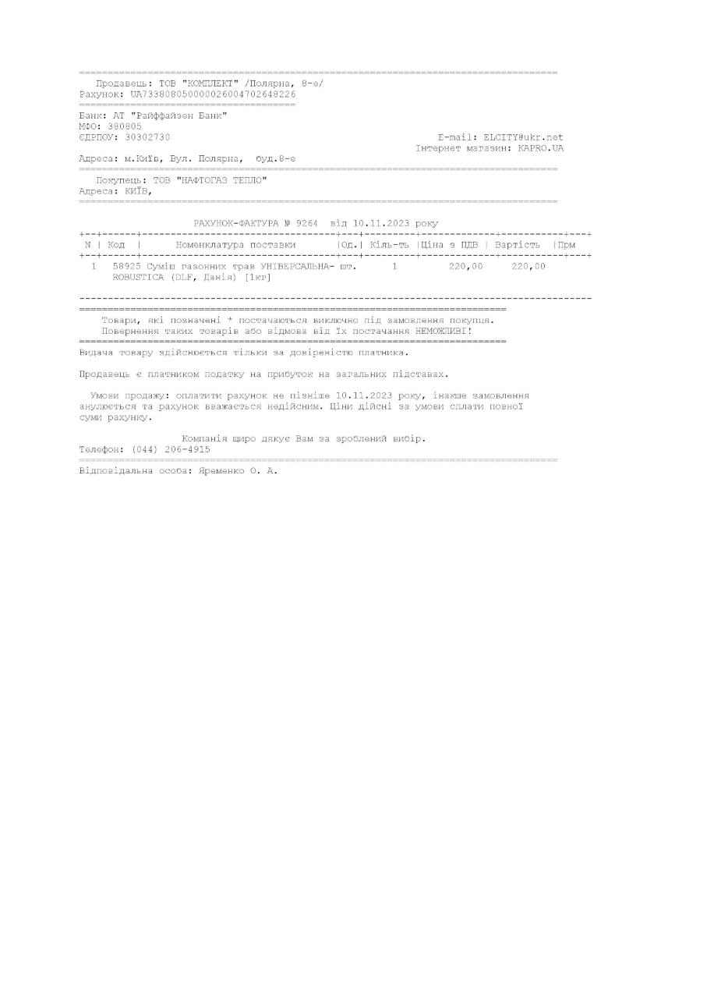 ====================================================================================
Продавець: ТОВ "КОМПЛЕКТ" /Полярна, 8-е/
Рахунок: UA733808050000026004702648226
======================================
Банк: АТ "Райффайзен Банк"
МФО: 380805
ЄДРПОУ: 30302730 E-mail: ELCITY@ukr.net
Інтернет магазин: KAPRO.UA
Адреса: м.Київ, Вул. Полярна, буд.8-е
====================================================================================
Покупець: ТОВ "НАФТОГАЗ ТЕПЛО"
Адреса: КИЇВ,
====================================================================================
РАХУНОК-ФАКТУРА № 9264 від 10.11.2023 року
+--+------+----------------------------------+---+---------+-------------+-----------+---+
N | Код | Номенклатура поставки |Од.| Кіль-ть |Ціна з ПДВ | Вартість |Прм
+--+------+----------------------------------+---+---------+-------------+-----------+---+
1 58925 Суміш газонних трав УНІВЕРСАЛЬНА- шт. 1 220,00 220,00
ROBUSTICA (DLF, Данія) [1кг]
------------------------------------------------------------------------------------------
===========================================================================
Товари, які позначені * постачаються виключно під замовлення покупця.
Повернення таких товарів або відмова від їх постачання НЕМОЖЛИВІ!
===========================================================================
Видача товару здійснюється тільки за довіреністю платника.
Продавець є платником податку на прибуток на загальних підставах.
Умови продажу: оплатити рахунок не пізніше 10.11.2023 року, інакше замовлення
анулюється та рахунок вважається недійсним. Ціни дійсні за умови сплати повної
суми рахунку.
Компанія щиро дякує Вам за зроблений вибір.
Телефон: (044) 206-4915
====================================================================================
Відповідальна особа: Яременко О. А.